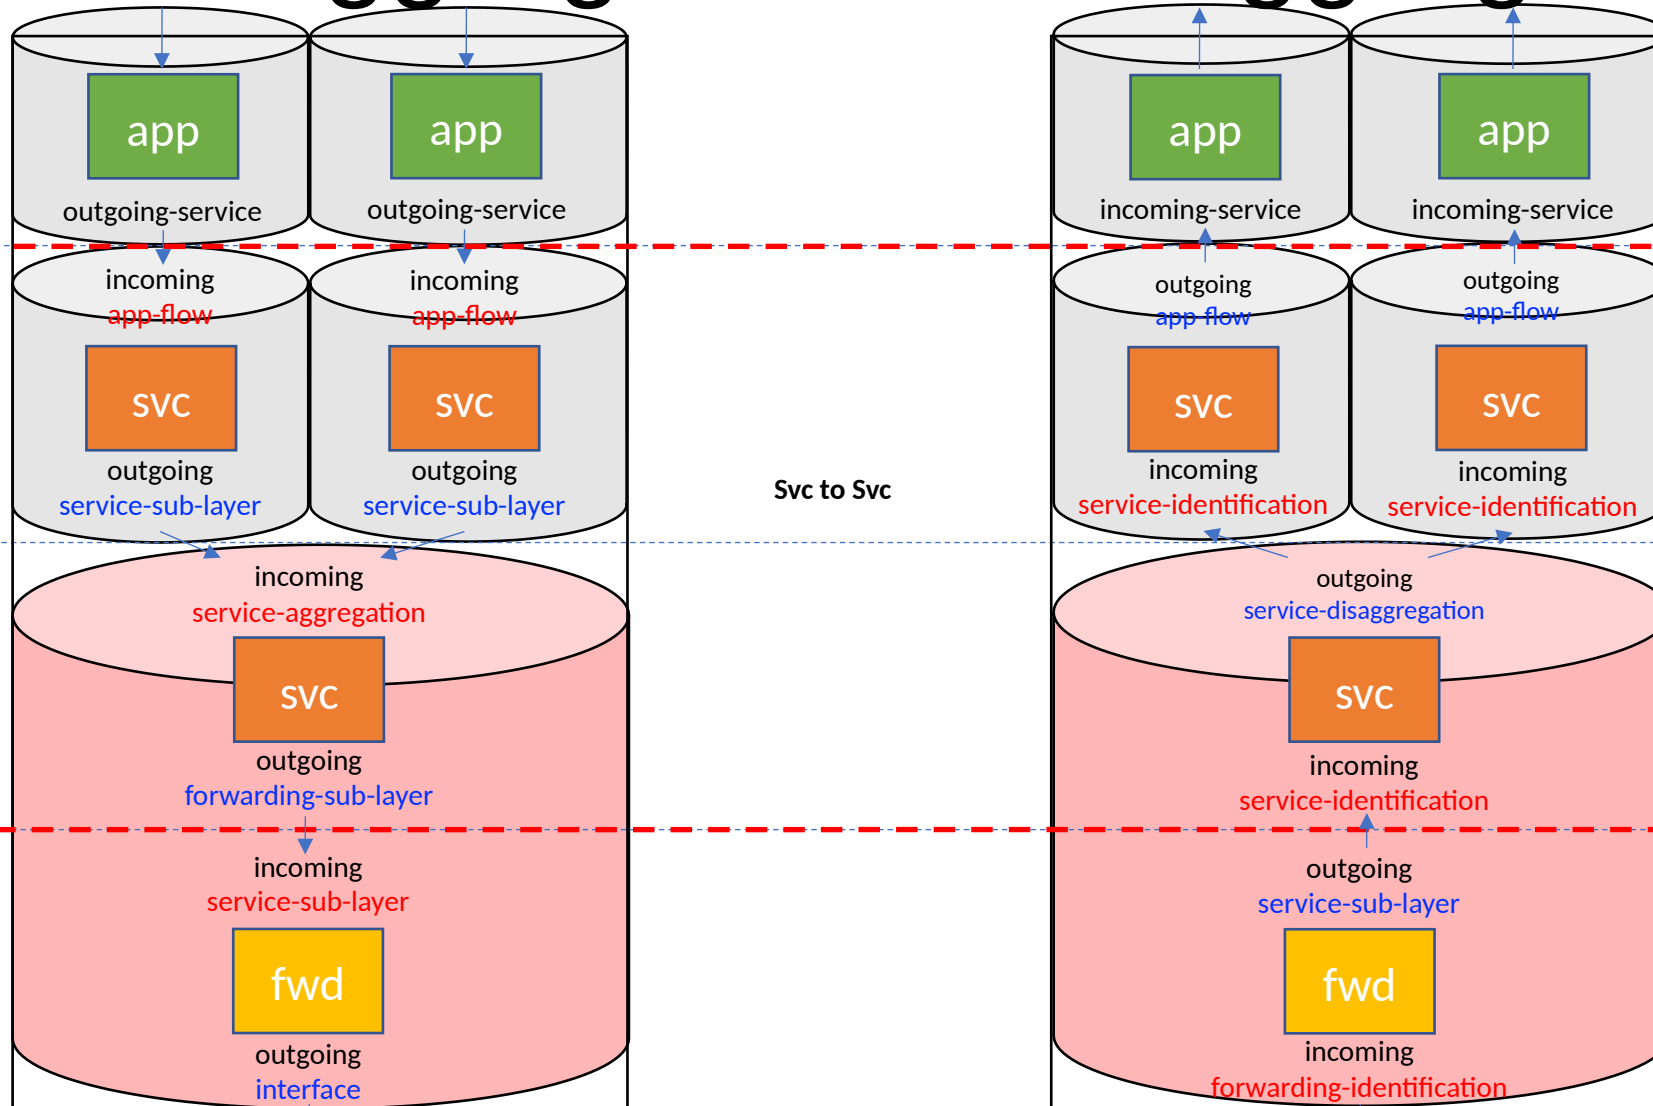 app
app
outgoing-service
outgoing-service
incoming
app-flow
incoming
app-flow
svc
svc
outgoing
service-sub-layer
outgoing
service-sub-layer
incoming
service-aggregation
svc
outgoing
forwarding-sub-layer
incoming
service-sub-layer
fwd
outgoing
interface
Svc to Svc
app
app
incoming-service
incoming-service
outgoing
app-flow
outgoing
app-flow
svc
svc
incoming
service-identification
incoming
service-identification
outgoing
service-disaggregation
svc
incoming
service-identification
outgoing
service-sub-layer
fwd
incoming
forwarding-identification